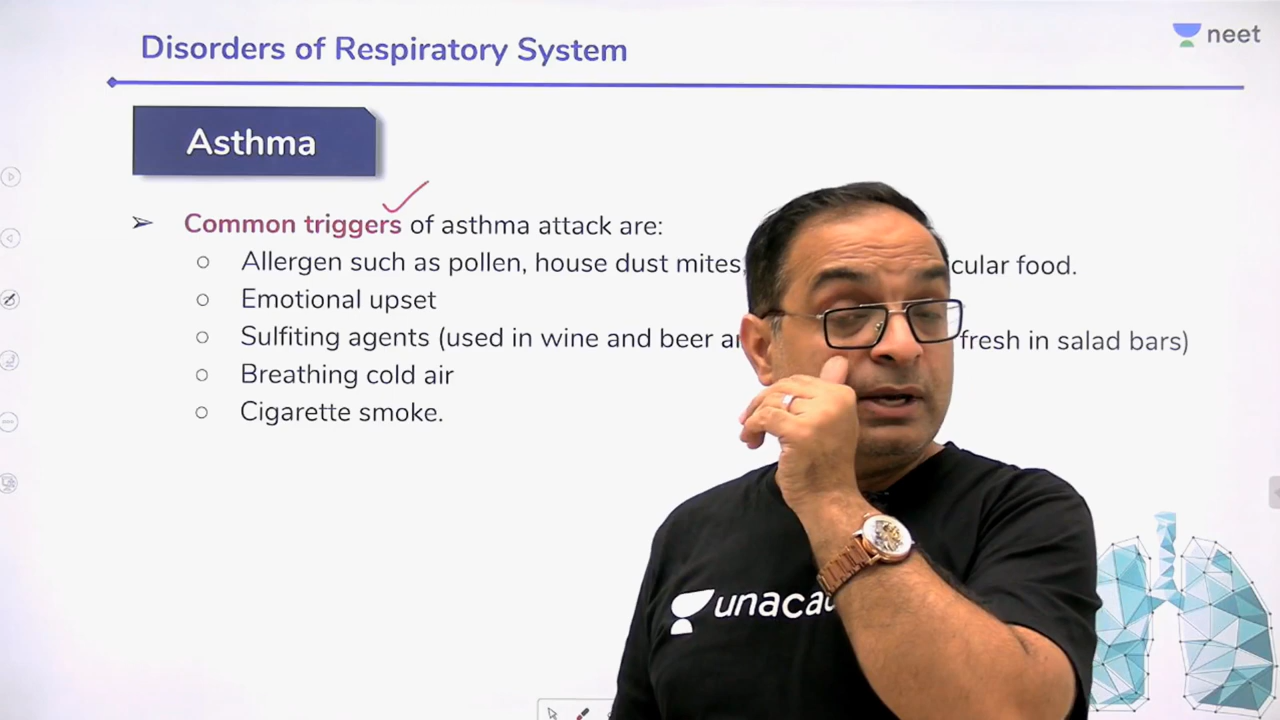 Disorders of Respiratory System
neet
Asthma
Common triggers of asthma attack are:
Allergen such as pollen, house dust mites, cular food.
Emotional upset
Sulfiting agents (used in wine and beer fresh in salad bars)
Breathing cold air
Cigarette smoke.
unaca